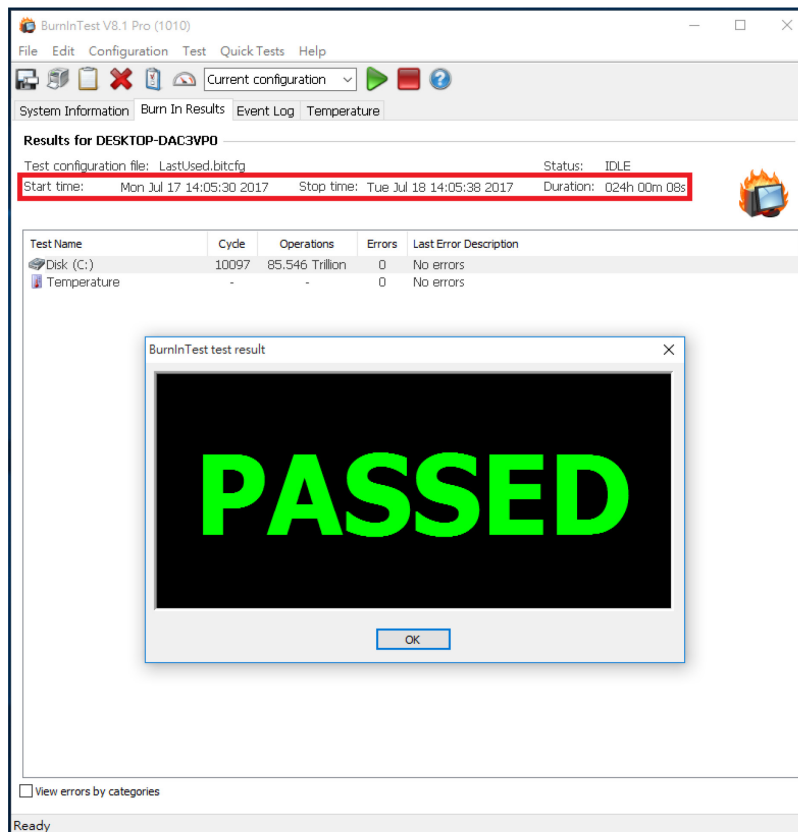 BurnInTest V8.1 Pro (1010)
File Edit Configuration Test Quick Tests Help
Current configuration
System Information Burn In Results Event Log Temperature
Results for DESKTOP-DAC3VP0
Test configuration file: LastUsed.bitcfg Status: IDLE
Start time: Mon Jul 17 14:05:30 2017 Stop time: Tue Jul 18 14:05:38 2017 Duration: 024h 00m 08s
Test Name Cycle Operations Errors Last Error Description
Disk (C:) 10097 85.546 Trillion 0 No errors
Temperature - - 0 No errors
BurnInTest test result
PASSED
OK
View errors by categories
Ready